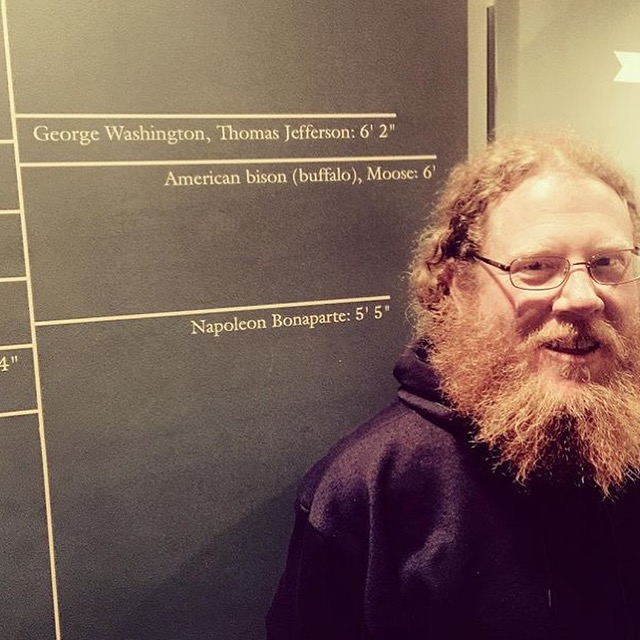 George Washington, Thomas Jefferson: 6' 2"
American bison (buffalo), Moose: 6'
Napoleon Bonaparte: 5' 5"
4"